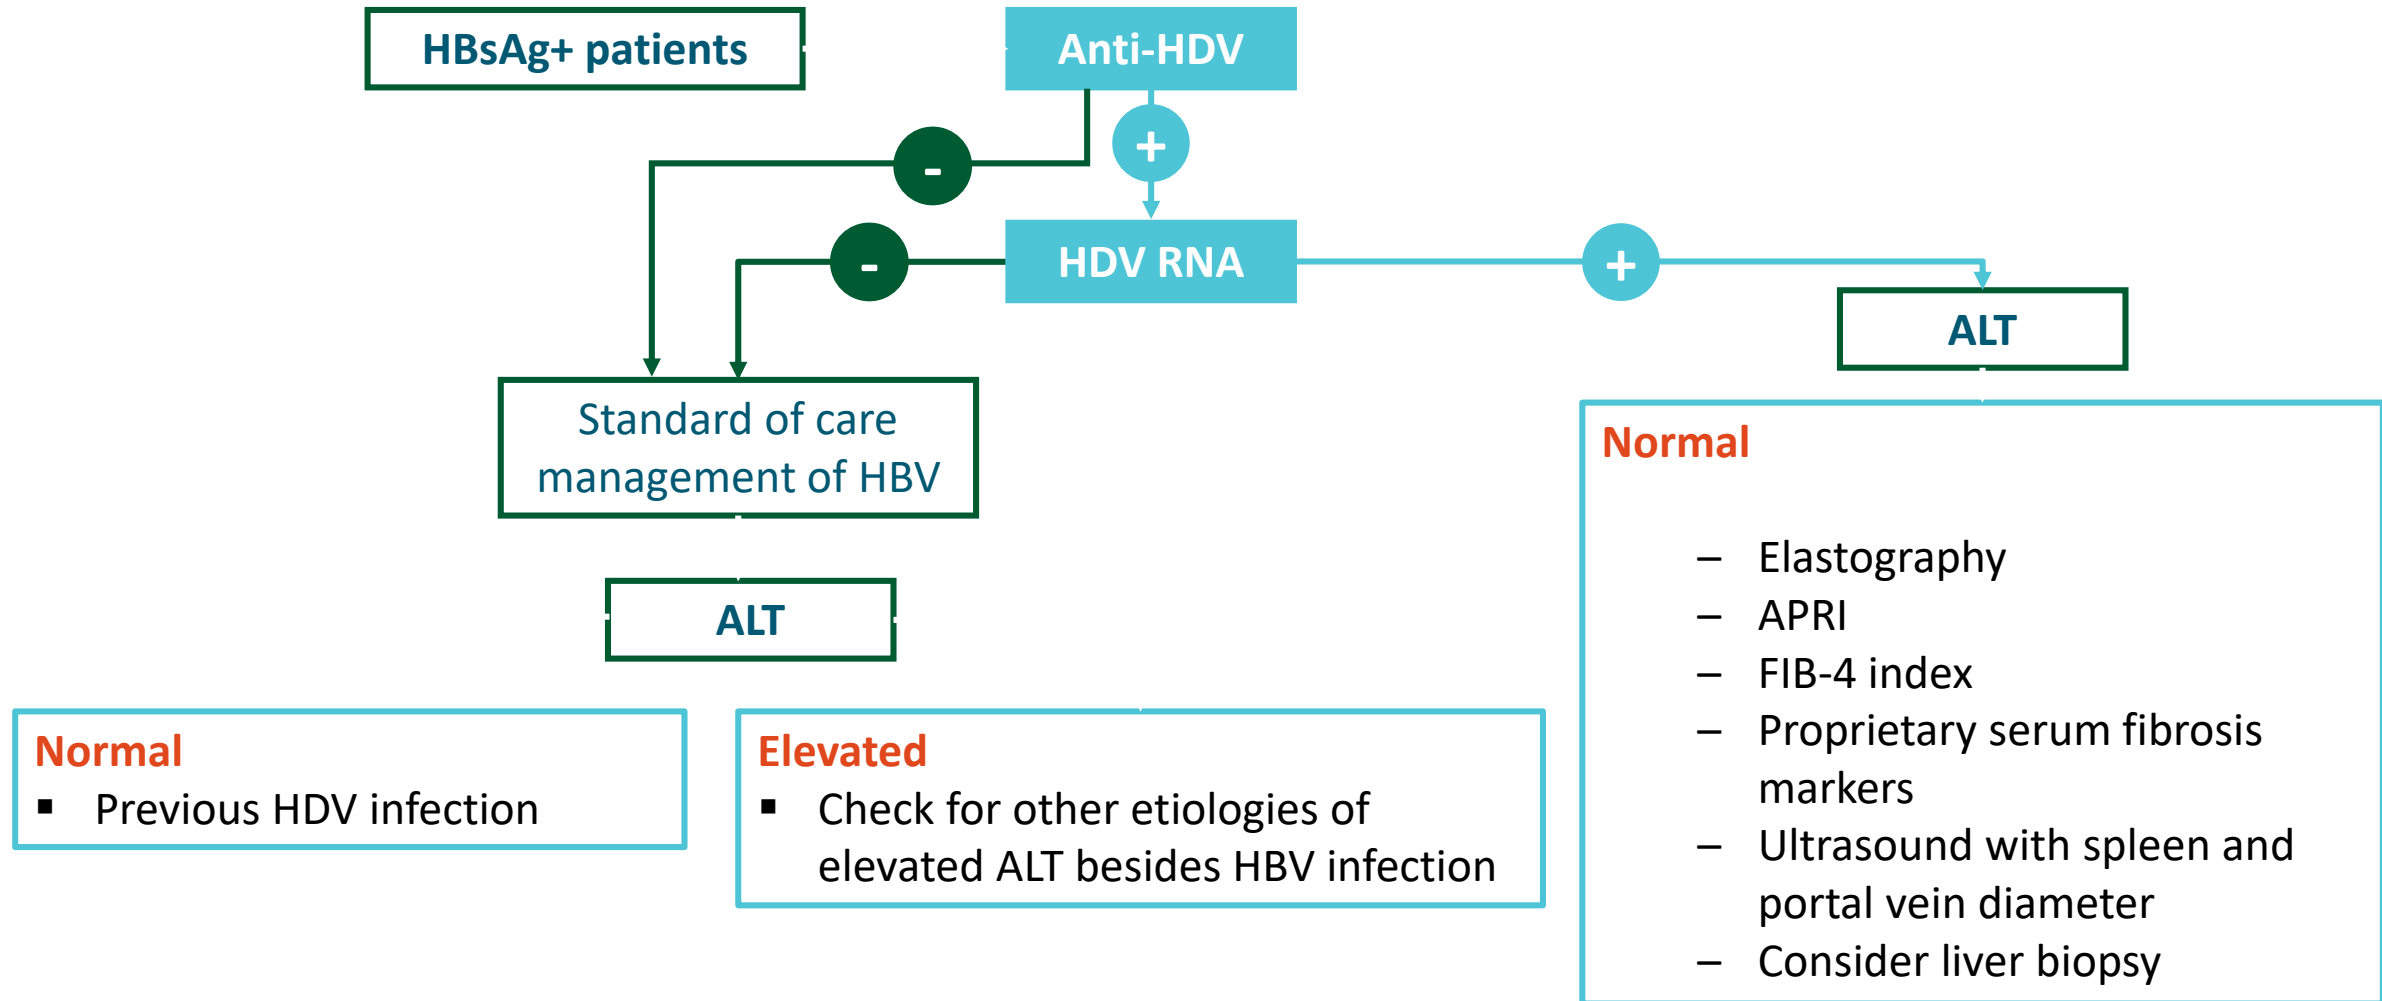 HBsAg+ patients
Anti-HDV
+
-
HDV RNA
-
+
ALT
Standard of care
management of HBV
ALT
Normal
▪ Previous HDV infection
Elevated
▪ Check for other etiologies of
elevated ALT besides HBV infection
Normal
– Elastography
– APRI
– FIB-4 index
– Proprietary serum fibrosis
markers
– Ultrasound with spleen and
portal vein diameter
– Consider liver biopsy